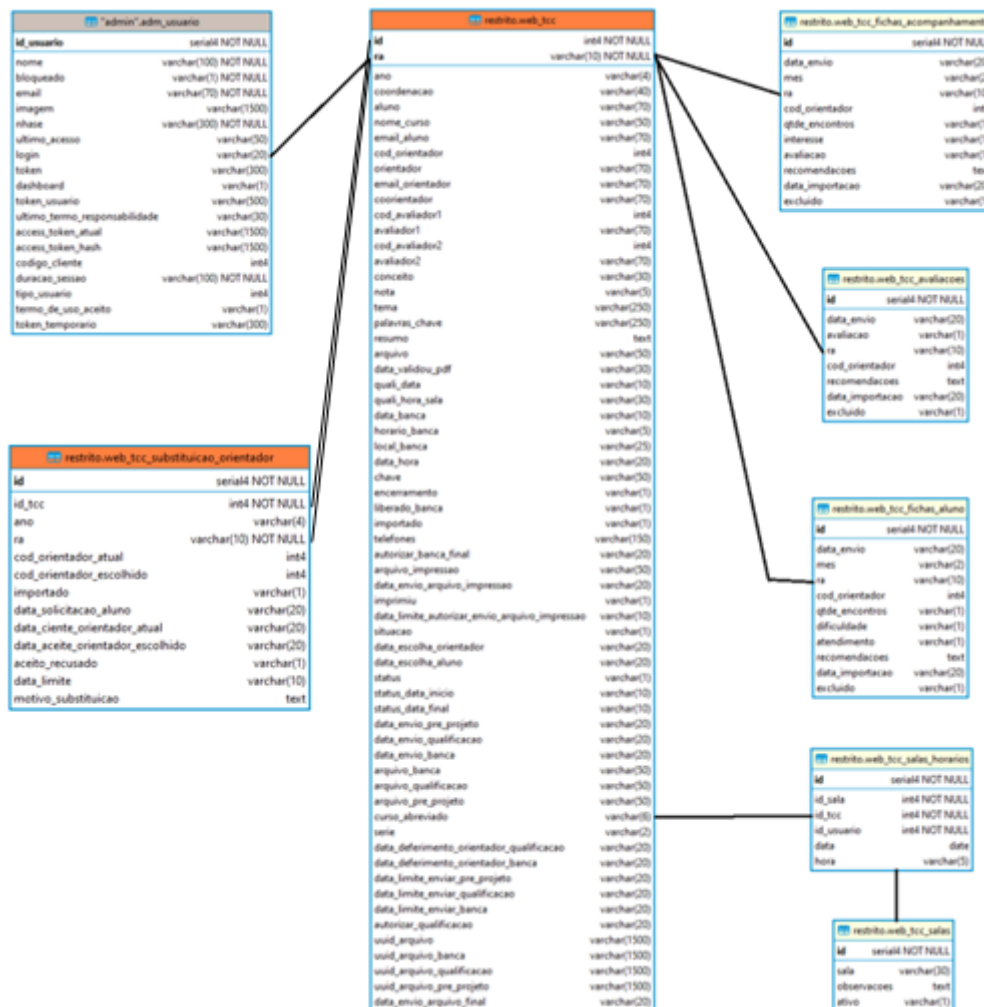 "admin".adm_usuario
id_usuario serial4 NOT NULL
nome varchar(100) NOT NULL
bloqueado varchar(1) NOT NULL
email varchar(70) NOT NULL
imagem varchar(1500)
nhase varchar(300) NOT NULL
ultimo_acesso varchar(50)
login varchar(20)
token varchar(300)
dashboard varchar(1)
token_usuario varchar(500)
ultimo_termo_responsabilidade varchar(30)
access_token_atual varchar(1500)
access_token_hash varchar(1500)
codigo_cliente int4
duracao_sessao varchar(100) NOT NULL
tipo_usuario int4
termo_de_uso_aceito varchar(1)
token_temporario varchar(300)
restrito.web_tcc_substituicao_orientador
id serial4 NOT NULL
id_tcc int4 NOT NULL
ano varchar(4)
ra varchar(10) NOT NULL
cod_orientador_atual int4
cod_orientador_escolhido int4
importado varchar(1)
data_solicitacao_aluno varchar(20)
data_ciente_orientador_atual varchar(20)
data_aceite_orientador_escolhido varchar(20)
aceito_recusado varchar(1)
data_limite varchar(10)
motivo_substituicao text
restrito.web_tcc
id int4 NOT NULL
ra varchar(10) NOT NULL
ano varchar(4)
coordenacao varchar(40)
aluno varchar(70)
nome_curso varchar(50)
email_aluno varchar(70)
cod_orientador int4
orientador varchar(70)
email_orientador varchar(70)
coorientador varchar(70)
cod_avaliador1 int4
avaliador1 varchar(70)
cod_avaliador2 int4
avaliador2 varchar(70)
conceito varchar(30)
nota varchar(5)
tema varchar(250)
palavras_chave varchar(250)
resumo text
arquivo varchar(50)
data_validou_pdf varchar(30)
quali_data varchar(10)
quali_hora_sala varchar(30)
data_banca varchar(10)
horario_banca varchar(5)
local_banca varchar(25)
data_hora varchar(20)
chave varchar(50)
encerramento varchar(1)
liberado_banca varchar(1)
importado varchar(1)
telefones varchar(150)
autorizar_banca_final varchar(20)
arquivo_impressao varchar(50)
data_envio_arquivo_impressao varchar(20)
imprimiu varchar(1)
data_limite_autorizar_envio_arquivo_impressao varchar(10)
situacao varchar(1)
data_escolha_orientador varchar(20)
data_escolha_aluno varchar(20)
status varchar(1)
status_data_inicio varchar(10)
status_data_final varchar(10)
data_envio_pre_projeto varchar(20)
data_envio_qualificacao varchar(20)
data_envio_banca varchar(20)
arquivo_banca varchar(50)
arquivo_qualificacao varchar(50)
arquivo_pre_projeto varchar(50)
curso_abreviado varchar(6)
serie varchar(2)
data_deferimento_orientador_qualificacao varchar(20)
data_deferimento_orientador_banca varchar(20)
data_limite_enviar_pre_projeto varchar(20)
data_limite_enviar_qualificacao varchar(20)
data_limite_enviar_banca varchar(20)
autorizar_qualificacao varchar(20)
uuid_arquivo varchar(1500)
uuid_arquivo_banca varchar(1500)
uuid_arquivo_qualificacao varchar(1500)
uuid_arquivo_pre_projeto varchar(1500)
data_envio_arquivo_final varchar(20)
restrito.web_tcc_fichas_acompanhament
id serial4 NOT NULL
data_envio varchar(20
mes varchar(2
ra varchar(10
cod_orientador int
qtde_encontros varchar(1
interesse varchar(1
avaliacao varchar(1
recomendacoes te
data_importacao varchar(20
excluido varchar(1
restrito.web_tcc_avaliacoes
id serial4 NOT NULL
data_envio varchar(20)
avaliacao varchar(1)
ra varchar(10)
cod_orientador int4
recomendacoes text
data_importacao varchar(20)
excluido varchar(1)
restrito.web_tcc_fichas_aluno
id serial4 NOT NULL
data_envio varchar(20)
mes varchar(2)
ra varchar(10)
cod_orientador int4
qtde_encontros varchar(1)
dificuldade varchar(1)
atendimento varchar(1)
recomendacoes text
data_importacao varchar(20)
excluido varchar(1)
restrito.web_tcc_salas_horarios
id serial4 NOT NULL
id_sala int4 NOT NULL
id_tcc int4 NOT NULL
id_usuario int4 NOT NULL
data date
hora varchar(5)
restrito.web_tcc_salas
id serial4 NOT NULL
sala varchar(30)
observacoes text
ativo varchar(1)